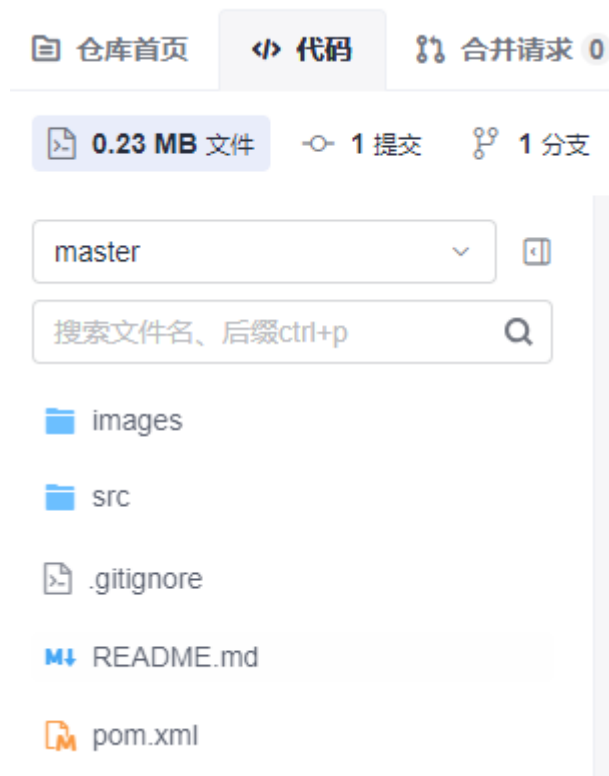 仓库首页 代码 合并请求 0
0.23 MB 文件 1 提交 1 分支
master
搜索文件名、后缀ctrl+p
images
src
.gitignore
README.md
pom.xml